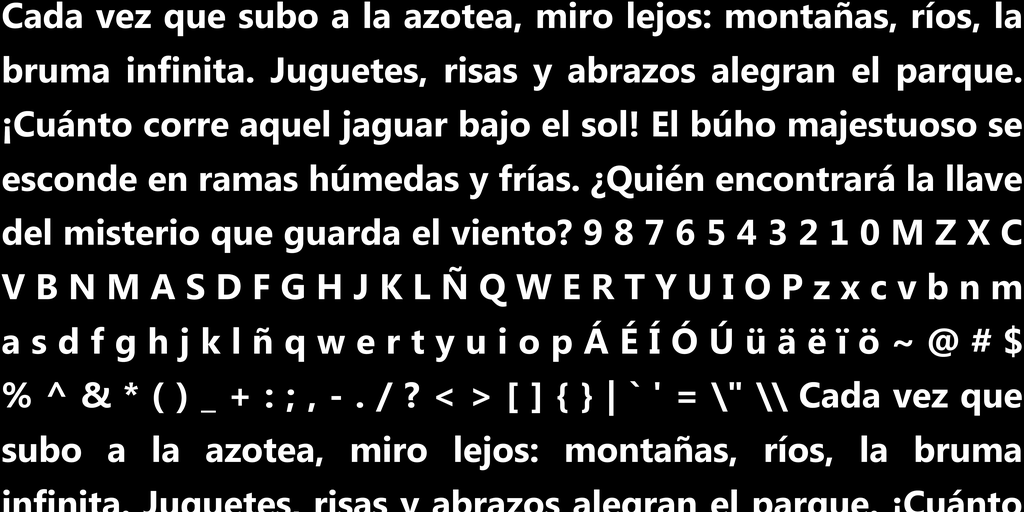 Cada vez que subo a la azotea, miro lejos: montañas, ríos, la
bruma infinita. Juguetes, risas y abrazos alegran el parque.
¡Cuánto corre aquel jaguar bajo el sol! El búho majestuoso se
esconde en ramas húmedas y frías. ¿Quién encontrará la llave
del misterio que guarda el viento? 9 8 7 6 5 4 3 2 1 0 M Z X C
V B N M A S D F G H J K L Ñ Q W E R T Y U I O P z x c v b n m
a s d f g h j k l ñ q w e r t y u i o p Á É Í Ó Ú ü ä ë ï ö ~ @ # $
% ^ & * ( ) _ + : ; , - . / ? < > [ ] { } | ` ' = \" \\ Cada vez que
subo a la azotea, miro lejos: montañas, ríos, la bruma
infinita. Juguetes, risas y abrazos alegran el parque. ¡Cuánto